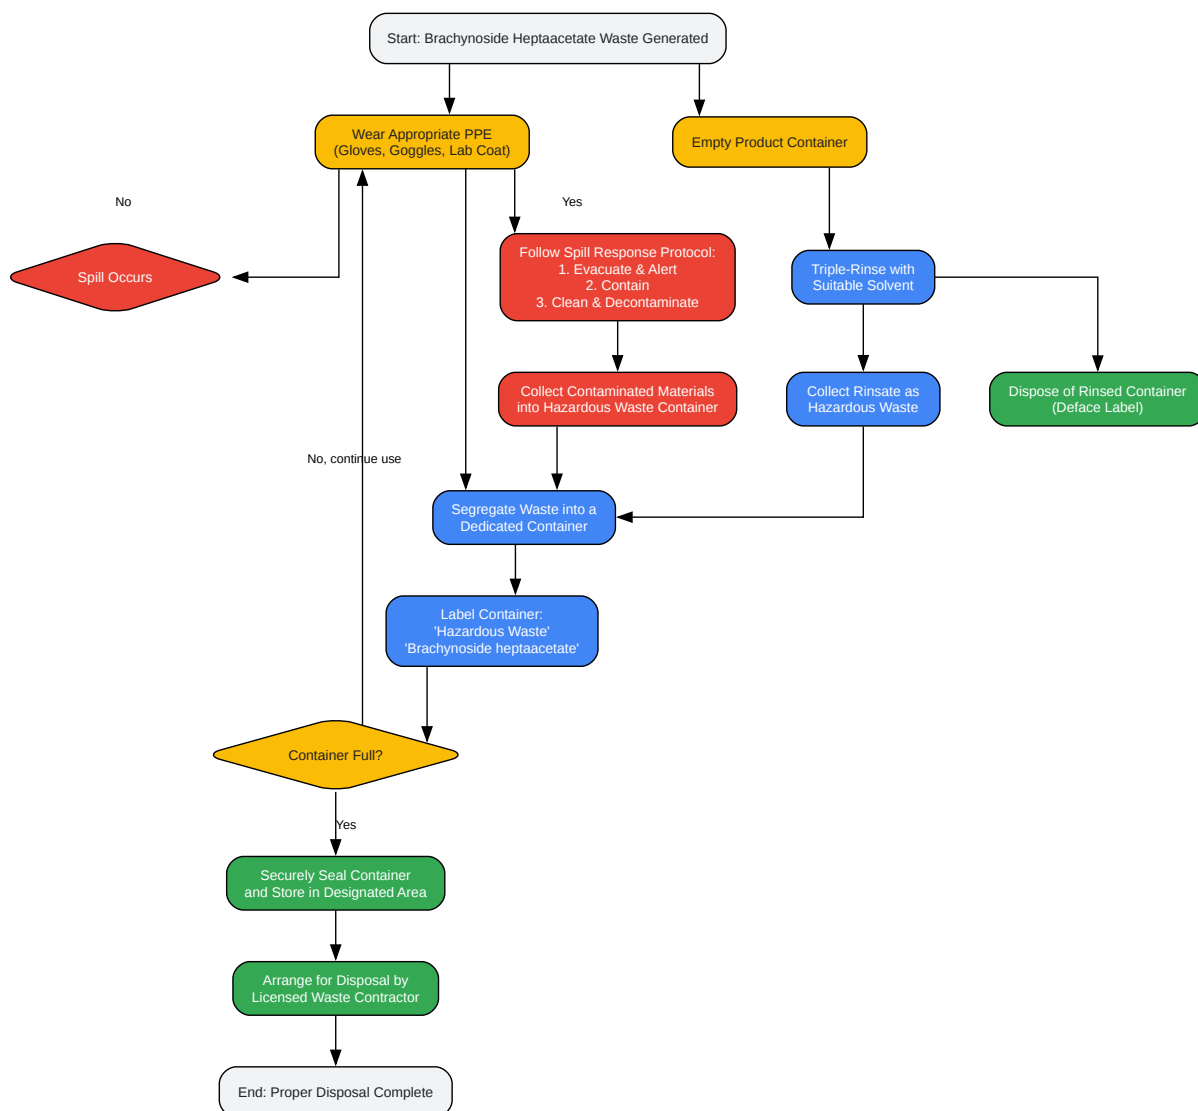 Start: Brachynoside Heptaacetate Waste Generated
Wear Appropriate PPE
(Gloves, Goggles, Lab Coat)
Empty Product Container
No
Yes
Spill Occurs
Follow Spill Response Protocol:
1. Evacuate & Alert
2. Contain
3. Clean & Decontaminate
Triple-Rinse with
Suitable Solvent
Collect Contaminated Materials
into Hazardous Waste Container
Collect Rinsate as
Hazardous Waste
Dispose of Rinsed Container
(Deface Label)
No, continue use
Segregate Waste into a
Dedicated Container
Label Container:
'Hazardous Waste'
'Brachynoside heptaacetate'
Container Full?
Yes
Securely Seal Container
and Store in Designated Area
Arrange for Disposal by
Licensed Waste Contractor
End: Proper Disposal Complete